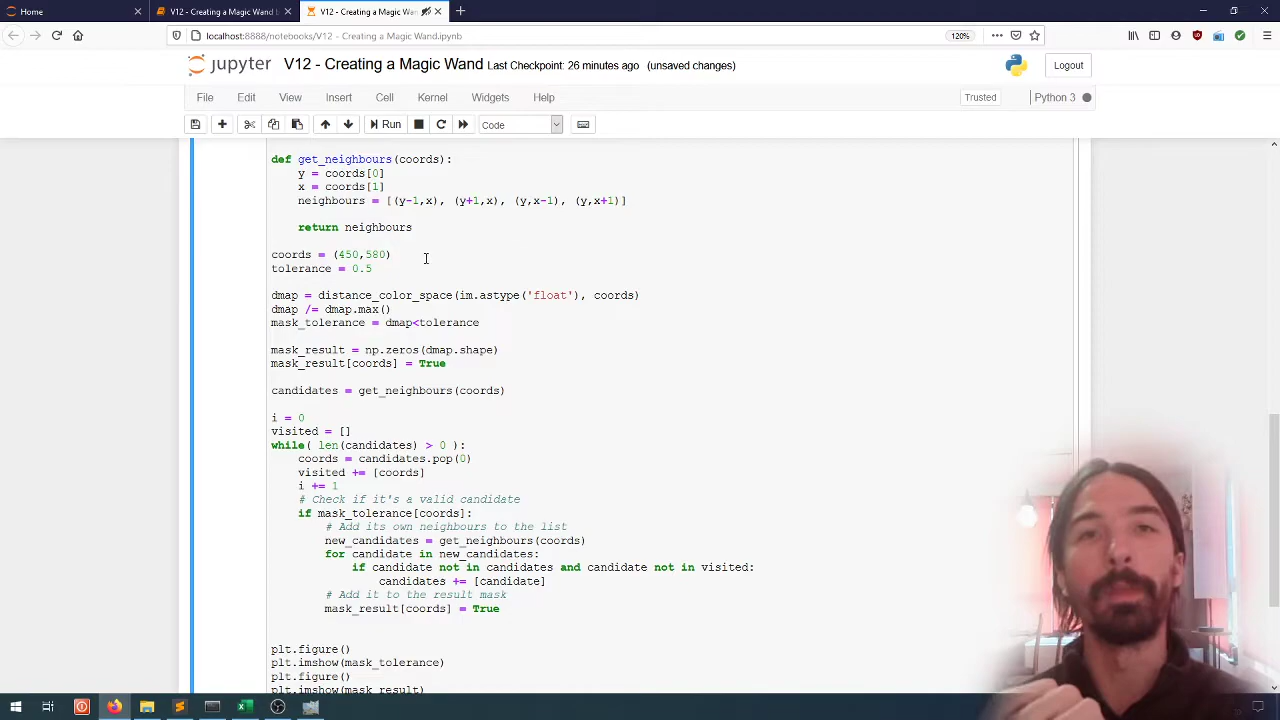 Home
V12 - Creating a Magic Wand
V12 - Creating a Magic Wan
localhost:8888/notebooks/V12 - Creating a Magic Wand.ipynb
120%
jupyter V12 - Creating a Magic Wand Last Checkpoint: 26 minutes ago (unsaved changes)
Logout
File Edit View Insert Cell Kernel Widgets Help
Trusted
Python 3
Run
Code
def get_neighbours(coords):
    y = coords[0]
    x = coords[1]
    neighbours = [(y-1,x), (y+1,x), (y,x-1), (y,x+1)]
    return neighbours
coords = (450,580)
tolerance = 0.5
dmap = distance_color_space(im.astype('float'), coords)
dmap /= dmap.max()
mask_tolerance = dmap<tolerance
mask_result = np.zeros(dmap.shape)
mask_result[coords] = True
candidates = get_neighbours(coords)
i = 0
visited = []
while( len(candidates) > 0 ):
    coords = candidates.pop(0)
    visited += [coords]
    i += 1
    # Check if it's a valid candidate
    if mask_tolerance[coords]:
        # Add its own neighbours to the list
        new_candidates = get_neighbours(coords)
        for candidate in new_candidates:
            if candidate not in candidates and candidate not in visited:
                candidates += [candidate]
        # Add it to the result mask
        mask_result[coords] = True
plt.figure()
plt.imshow(mask_tolerance)
plt.figure()
plt.imshow(mask_result)